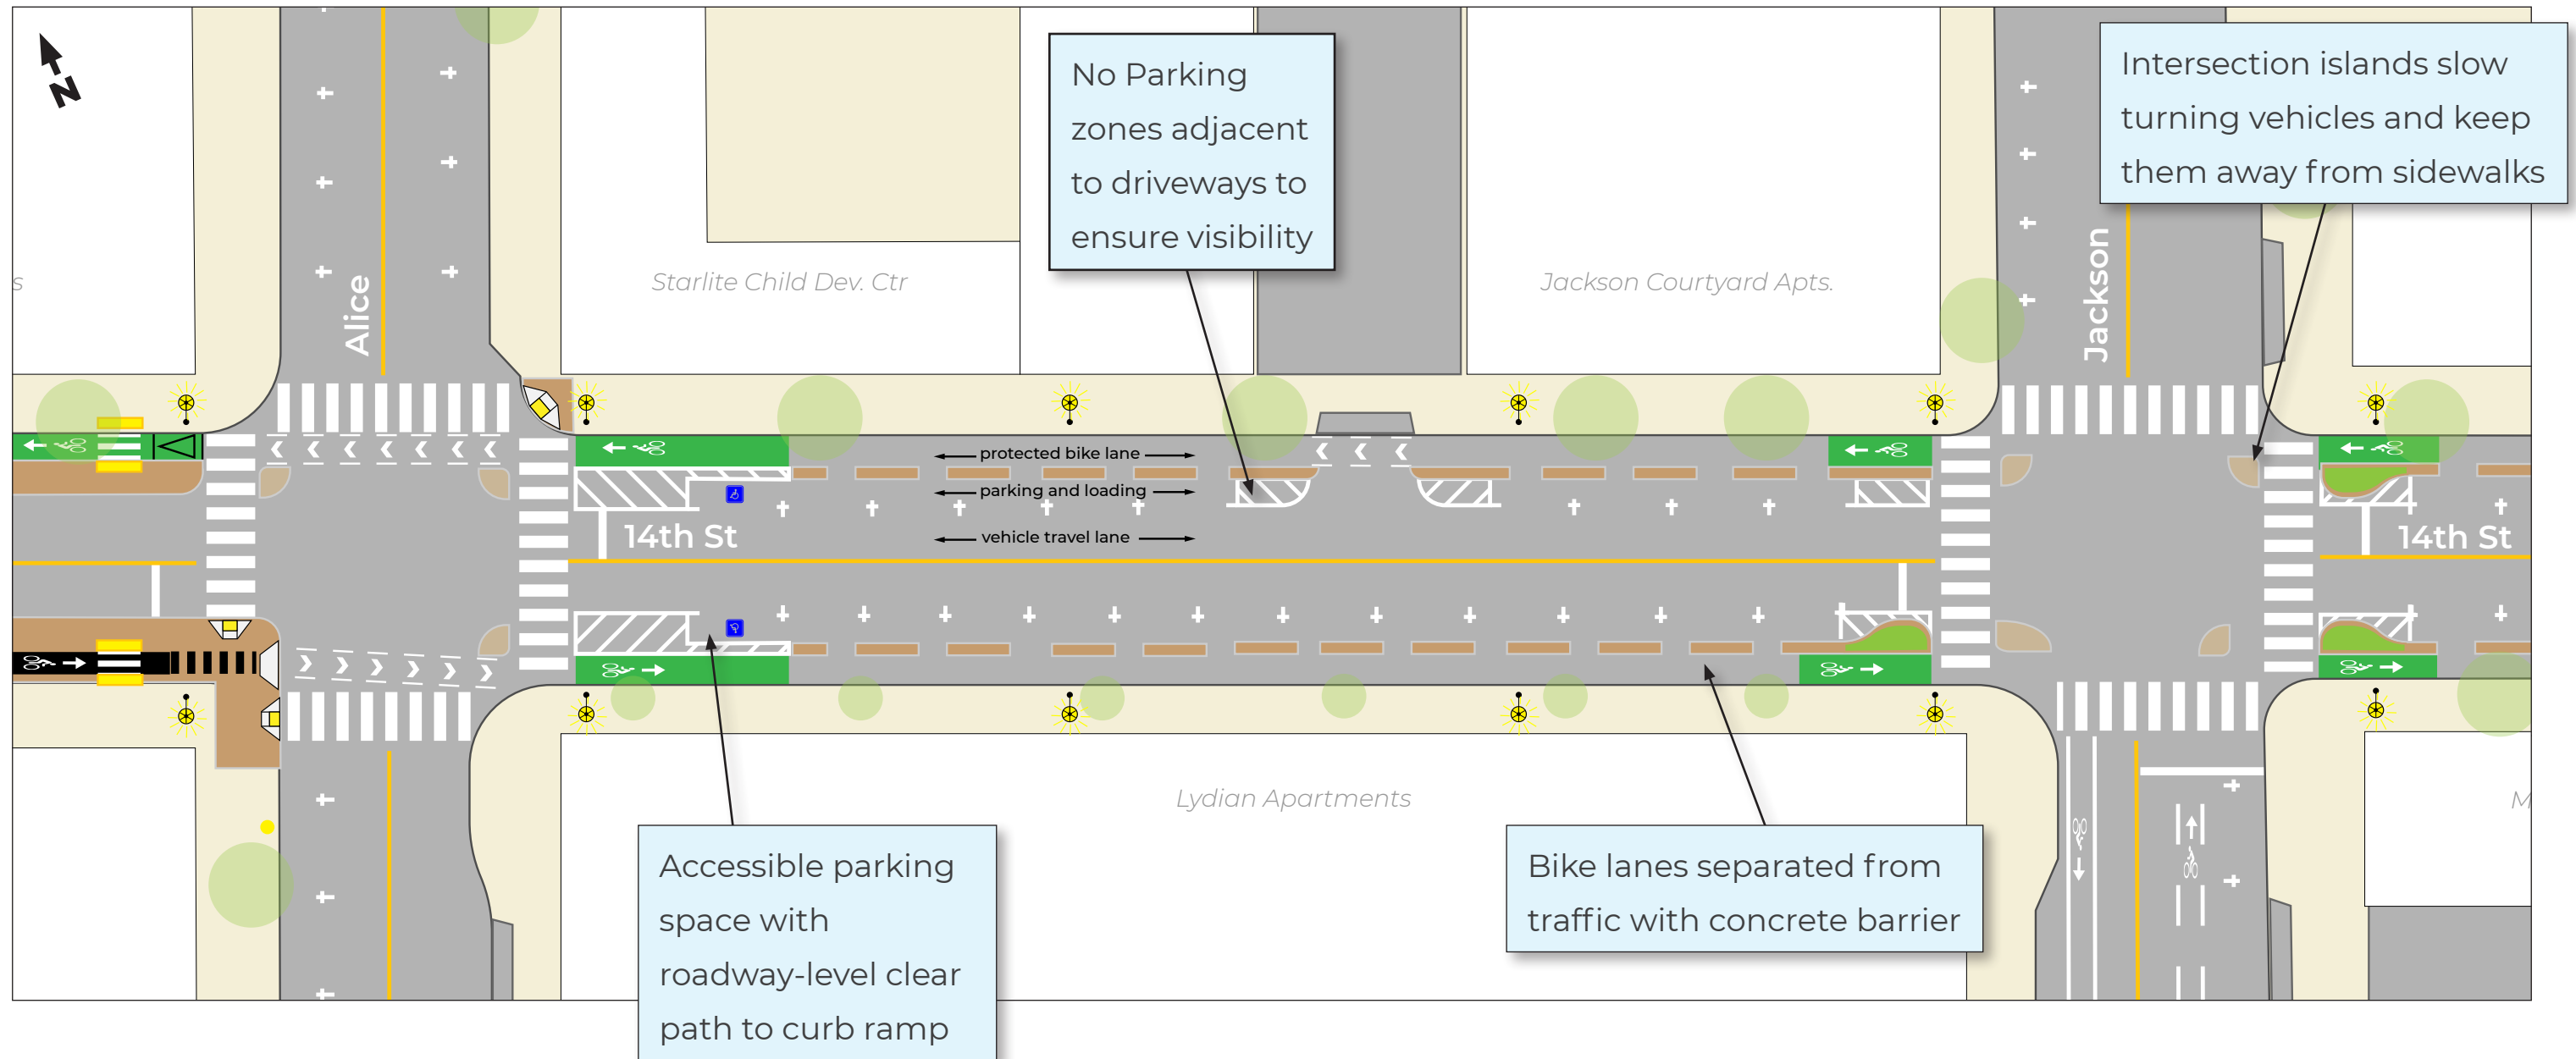 N
No Parking
zones adjacent
to driveways to
ensure visibility
Intersection islands slow
turning vehicles and keep
them away from sidewalks
s
Starlite Child Dev. Ctr
Jackson Courtyard Apts.
Alice
Jackson
protected bike lane
parking and loading
vehicle travel lane
14th St
14th St
Lydian Apartments
M
Accessible parking
space with
roadway-level clear
path to curb ramp
Bike lanes separated from
traffic with concrete barrier